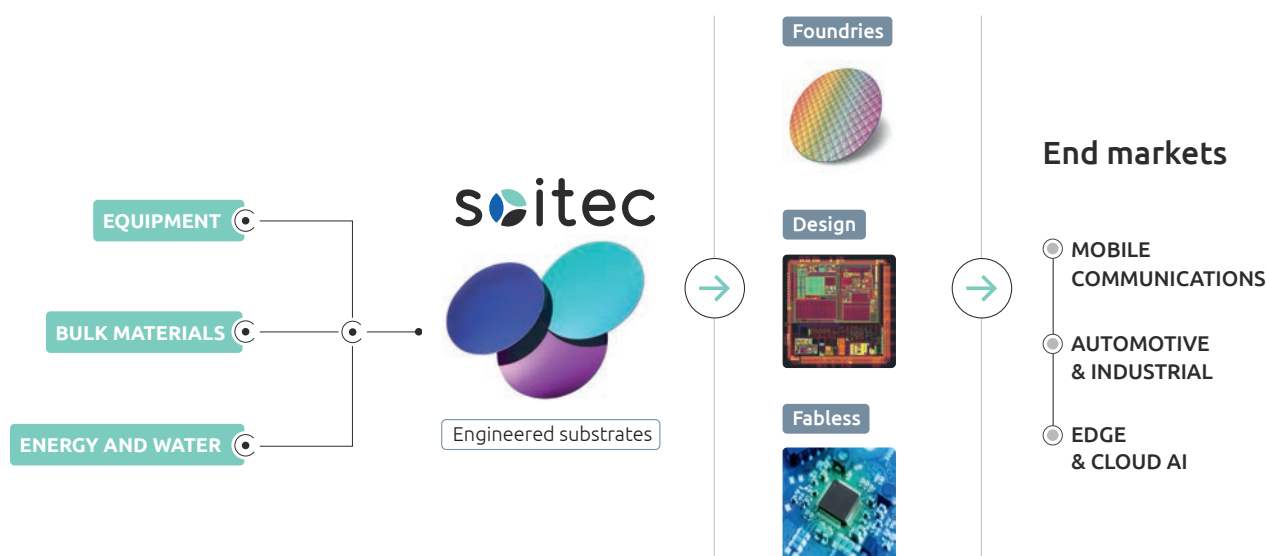 EQUIPMENT
BULK MATERIALS
ENERGY AND WATER
soitec
Engineered substrates
Foundries
Design
Fabless
End markets
MOBILE
COMMUNICATIONS
AUTOMOTIVE
& INDUSTRIAL
EDGE
& CLOUD AI